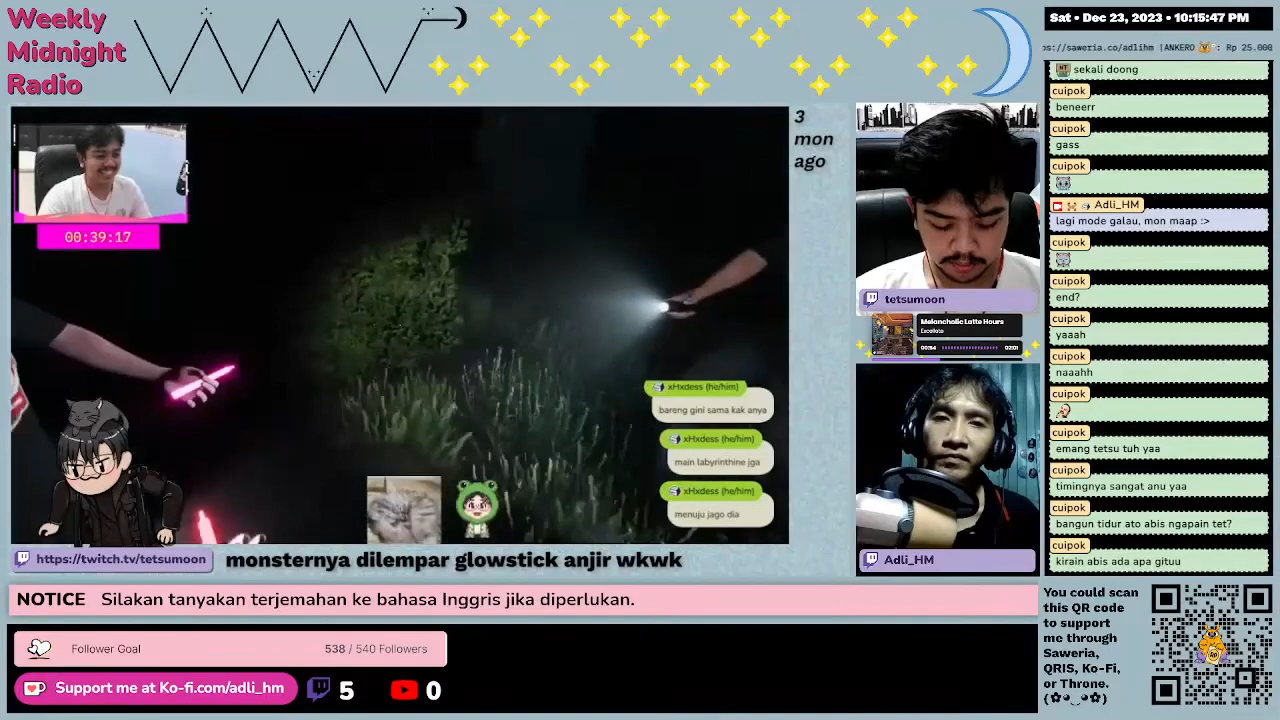 Weekly
Midnight
Radio
Sat • Dec 23, 2023 • 10:15:47 PM
://saweria.co/adlihm |ANKERO 🐯: Rp 25.000
3
mon
ago
00:39:17
xHxdess (he/him)
bareng gini sama kak anya
xHxdess (he/him)
main labyrinthine jga
xHxdess (he/him)
menuju jago dia
https://twitch.tv/tetsumoon
monsternya dilempar glowstick anjir wkwk
tetsumoon
Melancholic Latte Hours
Excellato
00:54
02:01
Adli_HM
sekali doong
cuipok
beneerr
cuipok
gass
cuipok
Adli_HM
lagi mode galau, mon maap :>
cuipok
cuipok
end?
cuipok
yaaah
cuipok
naaahh
cuipok
cuipok
emang tetsu tuh yaa
cuipok
timingnya sangat anu yaa
cuipok
bangun tidur ato abis ngapain tet?
cuipok
kirain abis ada apa gituu
NOTICE Silakan tanyakan terjemahan ke bahasa Inggris jika diperlukan.
Follower Goal
538 / 540 Followers
Support me at Ko-fi.com/adli_hm
5
0
You could scan
this QR code
to support
me through
Saweria,
QRIS, Ko-Fi,
or Throne.
(✿◕‿◕✿)
RP